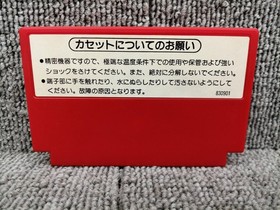 カセットについてのお願い
●精密機器ですので、極端な温度条件下での使用や保管および強い
ショックをさけてください。また、絶対に分解しないでください。
●端子部に手を触れたり、水にぬらしたりして汚さないようにして
ください。故障の原因となります。
830901